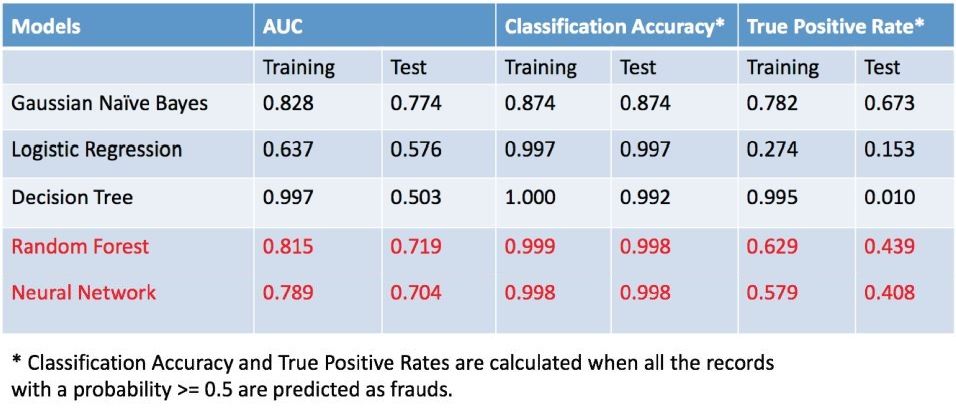 Models AUC Classification Accuracy* True Positive Rate*
Training Test Training Test Training Test
Gaussian Naïve Bayes 0.828 0.774 0.874 0.874 0.782 0.673
Logistic Regression 0.637 0.576 0.997 0.997 0.274 0.153
Decision Tree 0.997 0.503 1.000 0.992 0.995 0.010
Random Forest 0.815 0.719 0.999 0.998 0.629 0.439
Neural Network 0.789 0.704 0.998 0.998 0.579 0.408
* Classification Accuracy and True Positive Rates are calculated when all the records
with a probability >= 0.5 are predicted as frauds.